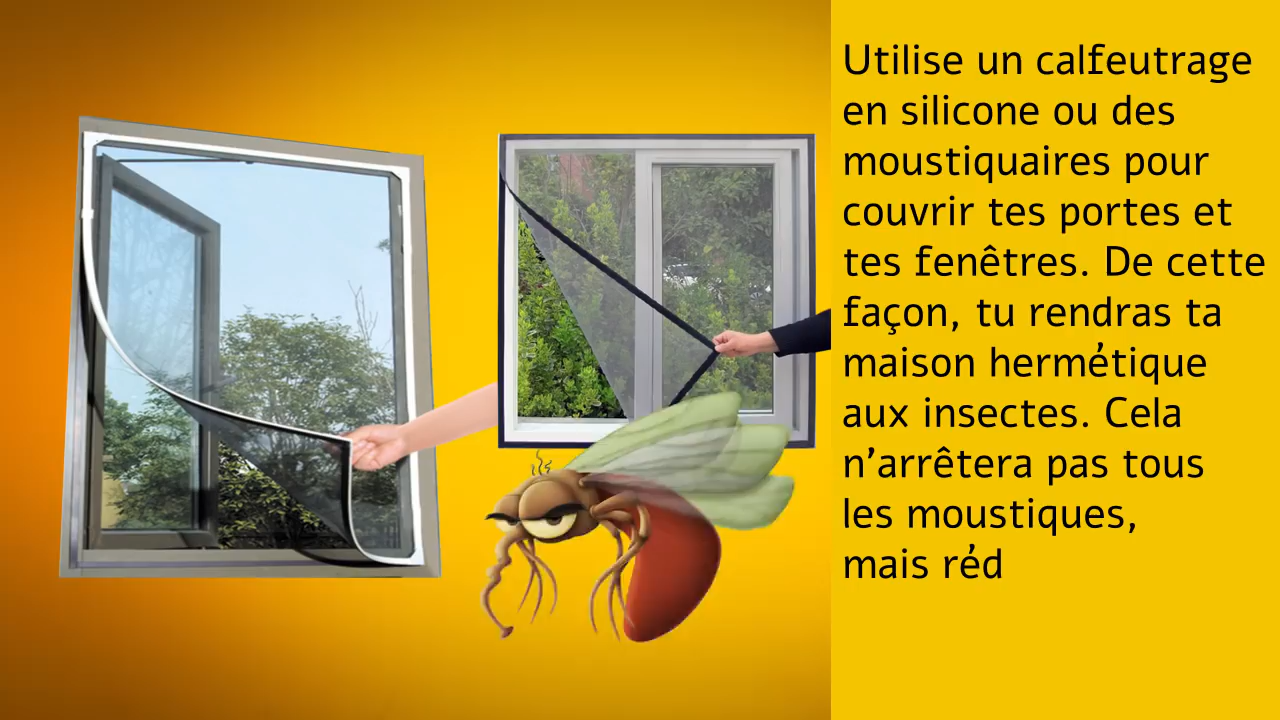 Utilise un calfeutrage
en silicone ou des
moustiquaires pour
couvrir tes portes et
tes fenêtres. De cette
façon, tu rendras ta
maison hermétique
aux insectes. Cela
n’arrêtera pas tous
les moustiques,
mais réd